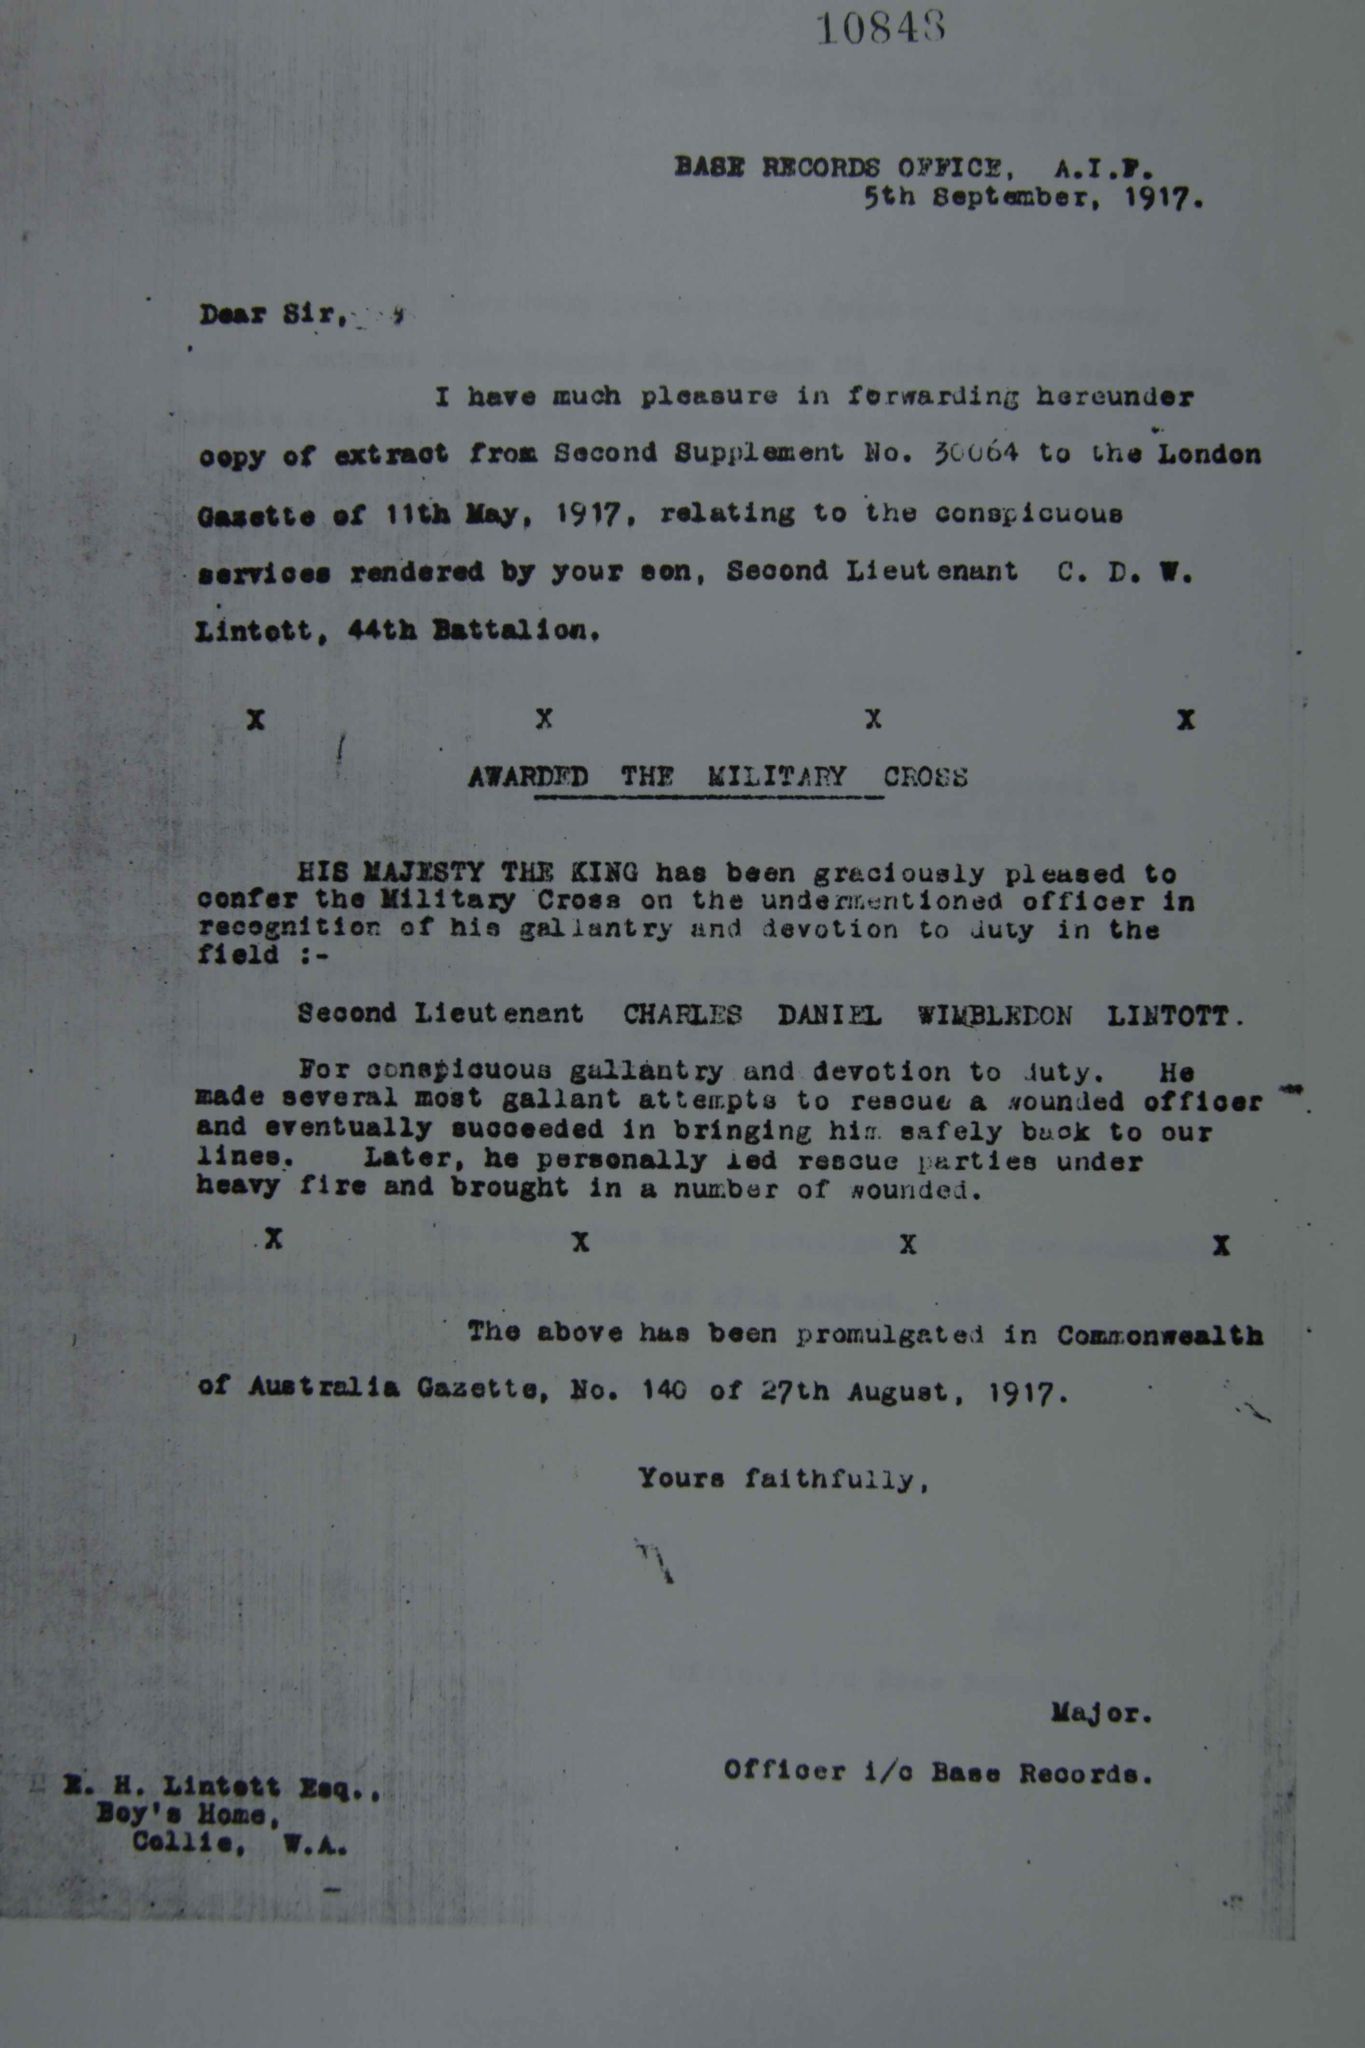 10843
BASE RECORDS OFFICE, A.I.F.
5th September, 1917.
Dear Sir,
I have much pleasure in forwarding hereunder
copy of extract from Second Supplement No. 30064 to the London
Gazette of 11th May, 1917, relating to the conspicuous
services rendered by your son, Second Lieutenant C. D. W.
Lintott, 44th Battalion.
X X X X
AWARDED THE MILITARY CROSS
HIS MAJESTY THE KING has been graciously pleased to
confer the Military Cross on the undermentioned officer in
recognition of his gallantry and devotion to duty in the
field :-
Second Lieutenant CHARLES DANIEL WIMBLEDON LINTOTT.
For conspicuous gallantry and devotion to duty. He
made several most gallant attempts to rescue a wounded officer
and eventually succeeded in bringing him safely back to our
lines. Later, he personally led rescue parties under
heavy fire and brought in a number of wounded.
X X X X
The above has been promulgated in Commonwealth
of Australia Gazette, No. 140 of 27th August, 1917.
Yours faithfully,
Major.
Officer i/c Base Records.
E. H. Lintott Esq.,
Boy's Home,
Collie, W.A.